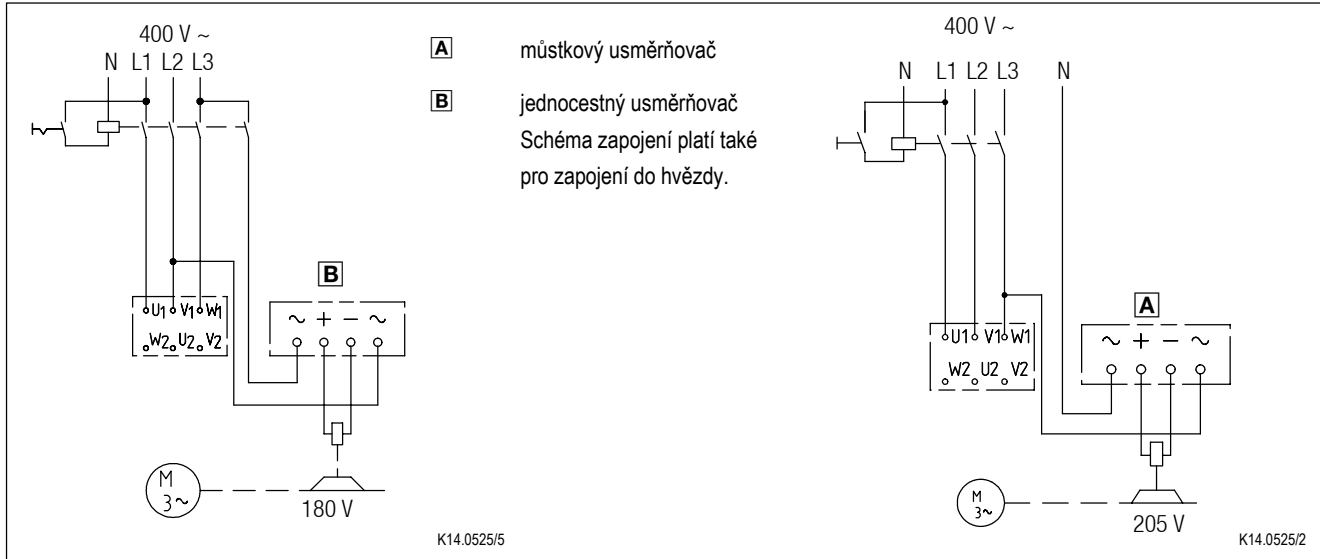 400 V ~
N L1 L2 L3
B
U1 V1 W1
W2 U2 V2
~ + − ~
M
3~
180 V
K14.0525/5
A můstkový usměrňovač
B jednocestný usměrňovač
Schéma zapojení platí také
pro zapojení do hvězdy.
400 V ~
N L1 L2 L3 N
A
U1 V1 W1
W2 U2 V2
~ + − ~
M
3~
205 V
K14.0525/2